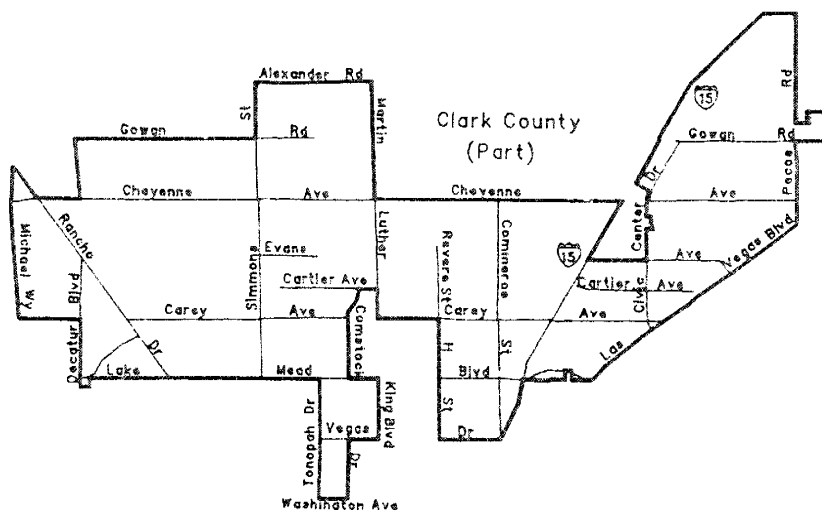 Alexander Rd
St
Martin
Rd
15
Clark County
(Part)
Gowan Rd
Gowan Rd
Dr
Pecos
Cheyenne Ave
Cheyenne
Ave
Michael Wy
Rancho
Luther
Center
Vegas Blvd
Revere St
Camineros
Simmons
Evans
15
Ave
Cartier Ave
Cartier Ave
Blvd
Civic
Carey Ave
Comstock
Carey Ave
Las
Decatur
Dr
H
St
Lake Mead
Blvd
King Blvd
St
Tonopah Dr
Vegas
Dr
Dr
Washington Ave